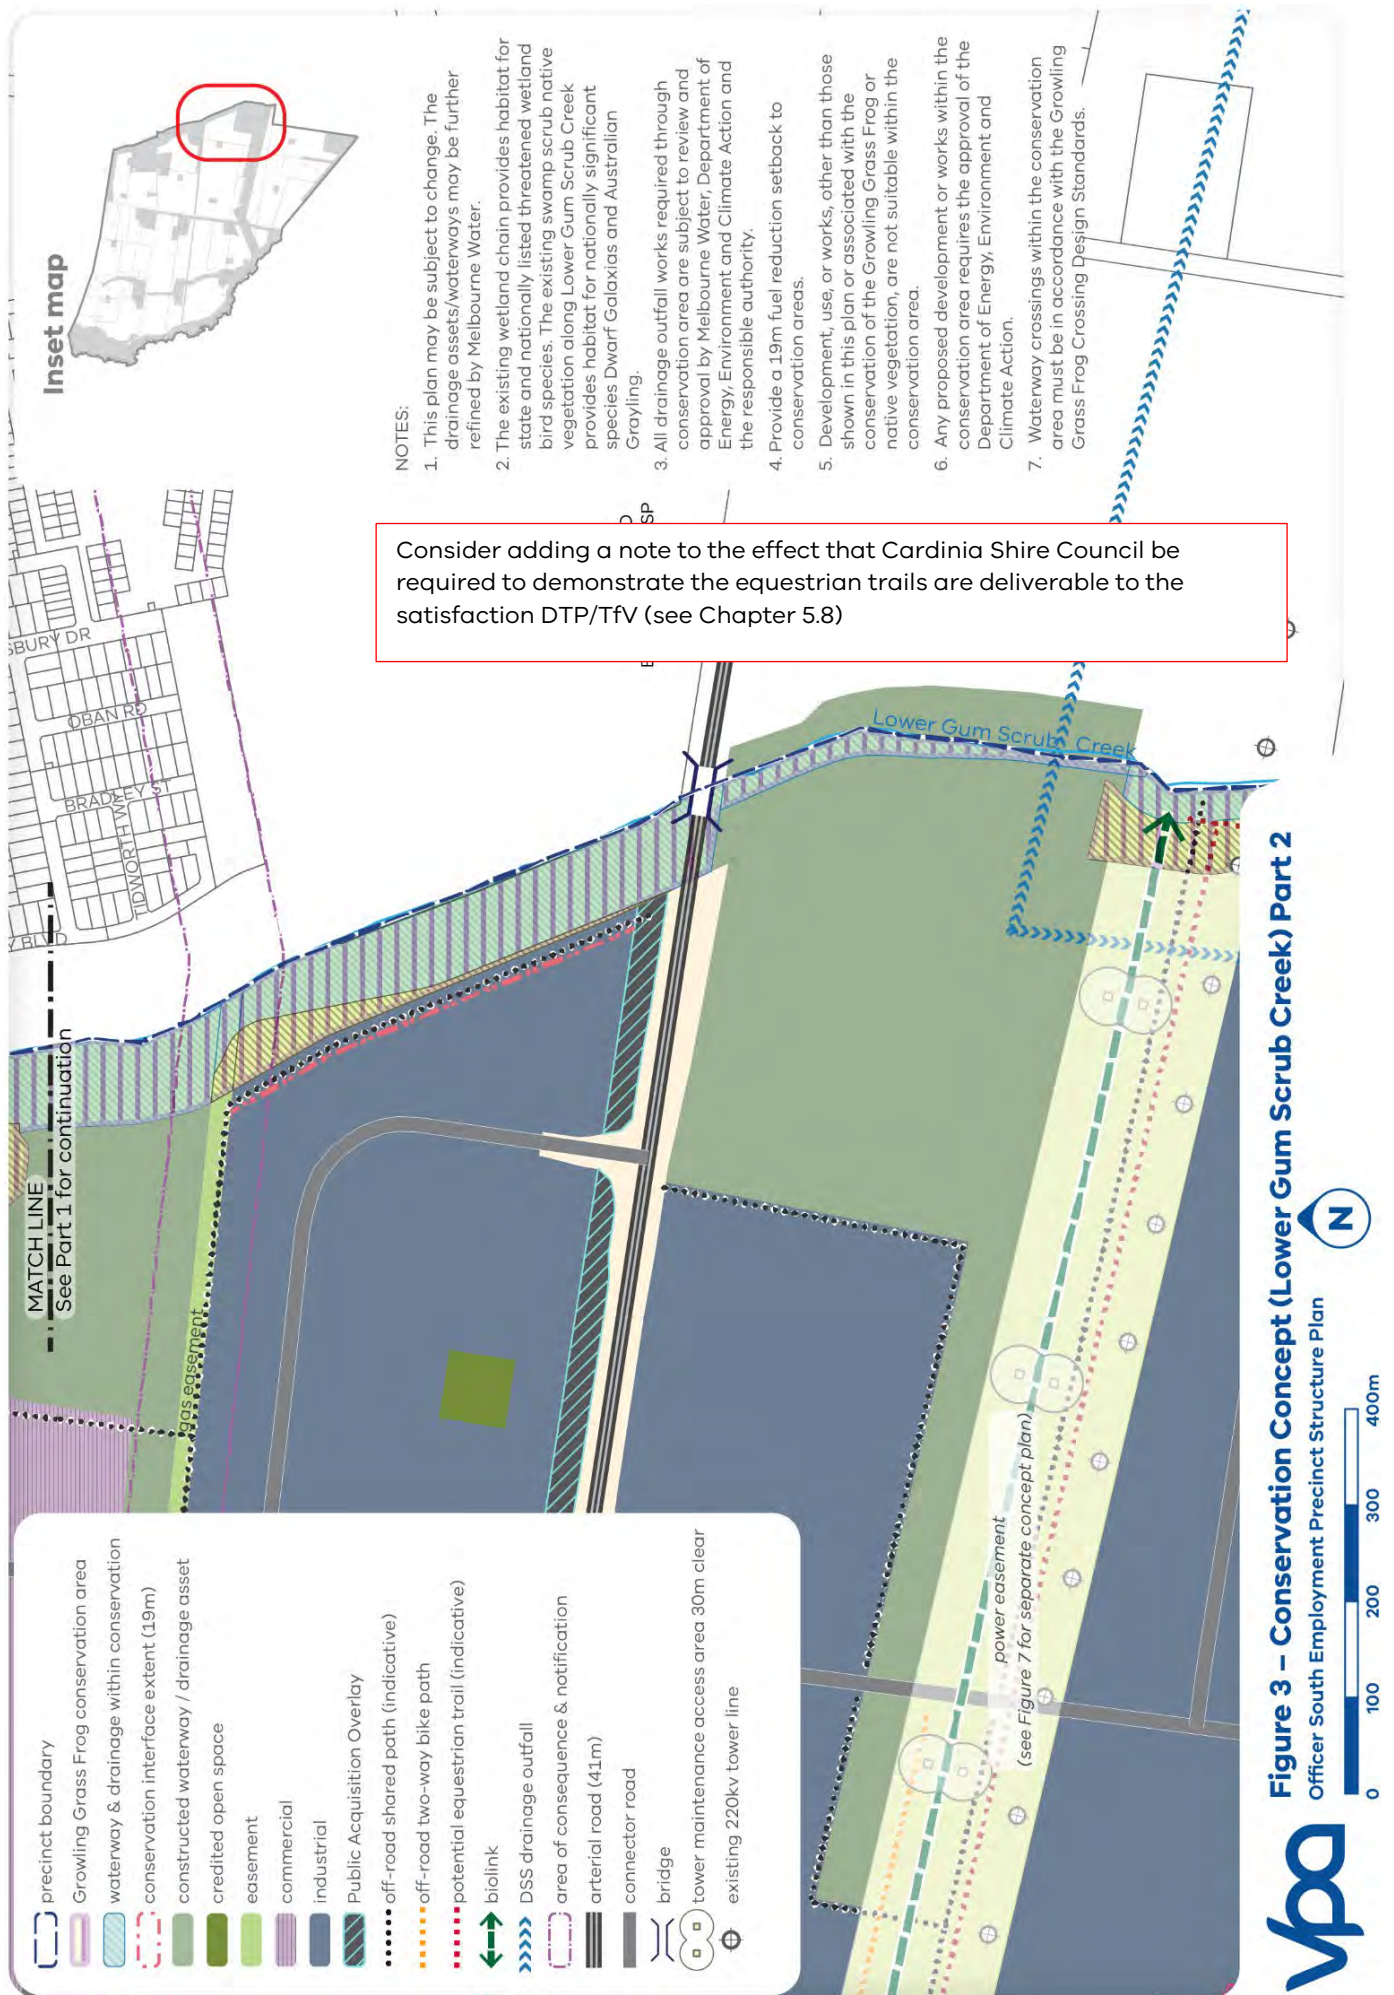 Inset map
NOTES:
1. This plan may be subject to change. The
drainage assets/waterways may be further
refined by Melbourne Water.
2. The existing wetland chain provides habitat for
state and nationally listed threatened wetland
bird species. The existing swamp scrub native
vegetation along Lower Gum Scrub Creek
provides habitat for nationally significant
species Dwarf Galaxias and Australian
Grayling.
3. All drainage outfall works required through
conservation area are subject to review and
approval by Melbourne Water, Department of
Energy, Environment and Climate Action and
the responsible authority.
4. Provide a 19m fuel reduction setback to
conservation areas.
5. Development, use, or works, other than those
shown in this plan or associated with the
conservation of the Growling Grass Frog or
native vegetation, are not suitable within the
conservation area.
6. Any proposed development or works within the
conservation area requires the approval of the
Department of Energy, Environment and
Climate Action.
7. Waterway crossings within the conservation
area must be in accordance with the Growling
Grass Frog Crossing Design Standards.
Consider adding a note to the effect that Cardinia Shire Council be
required to demonstrate the equestrian trails are deliverable to the
satisfaction DTP/TfV (see Chapter 5.8)
SBURY DR
OBAN RD
BRADLEY ST
TIDWORTH WAY
Y BLVD
SP
Lower Gum Scrub Creek
MATCH LINE
See Part 1 for continuation
gas easement
power easement
(see Figure 7 for separate concept plan)
precinct boundary
Growling Grass Frog conservation area
waterway & drainage within conservation
conservation interface extent (19m)
constructed waterway / drainage asset
credited open space
easement
commercial
industrial
Public Acquisition Overlay
off-road shared path (indicative)
off-road two-way bike path
potential equestrian trail (indicative)
biolink
DSS drainage outfall
area of consequence & notification
arterial road (41m)
connector road
bridge
tower maintenance access area 30m clear
existing 220kv tower line
vpa
Figure 3 – Conservation Concept (Lower Gum Scrub Creek) Part 2
Officer South Employment Precinct Structure Plan
0 100 200 300 400m
N